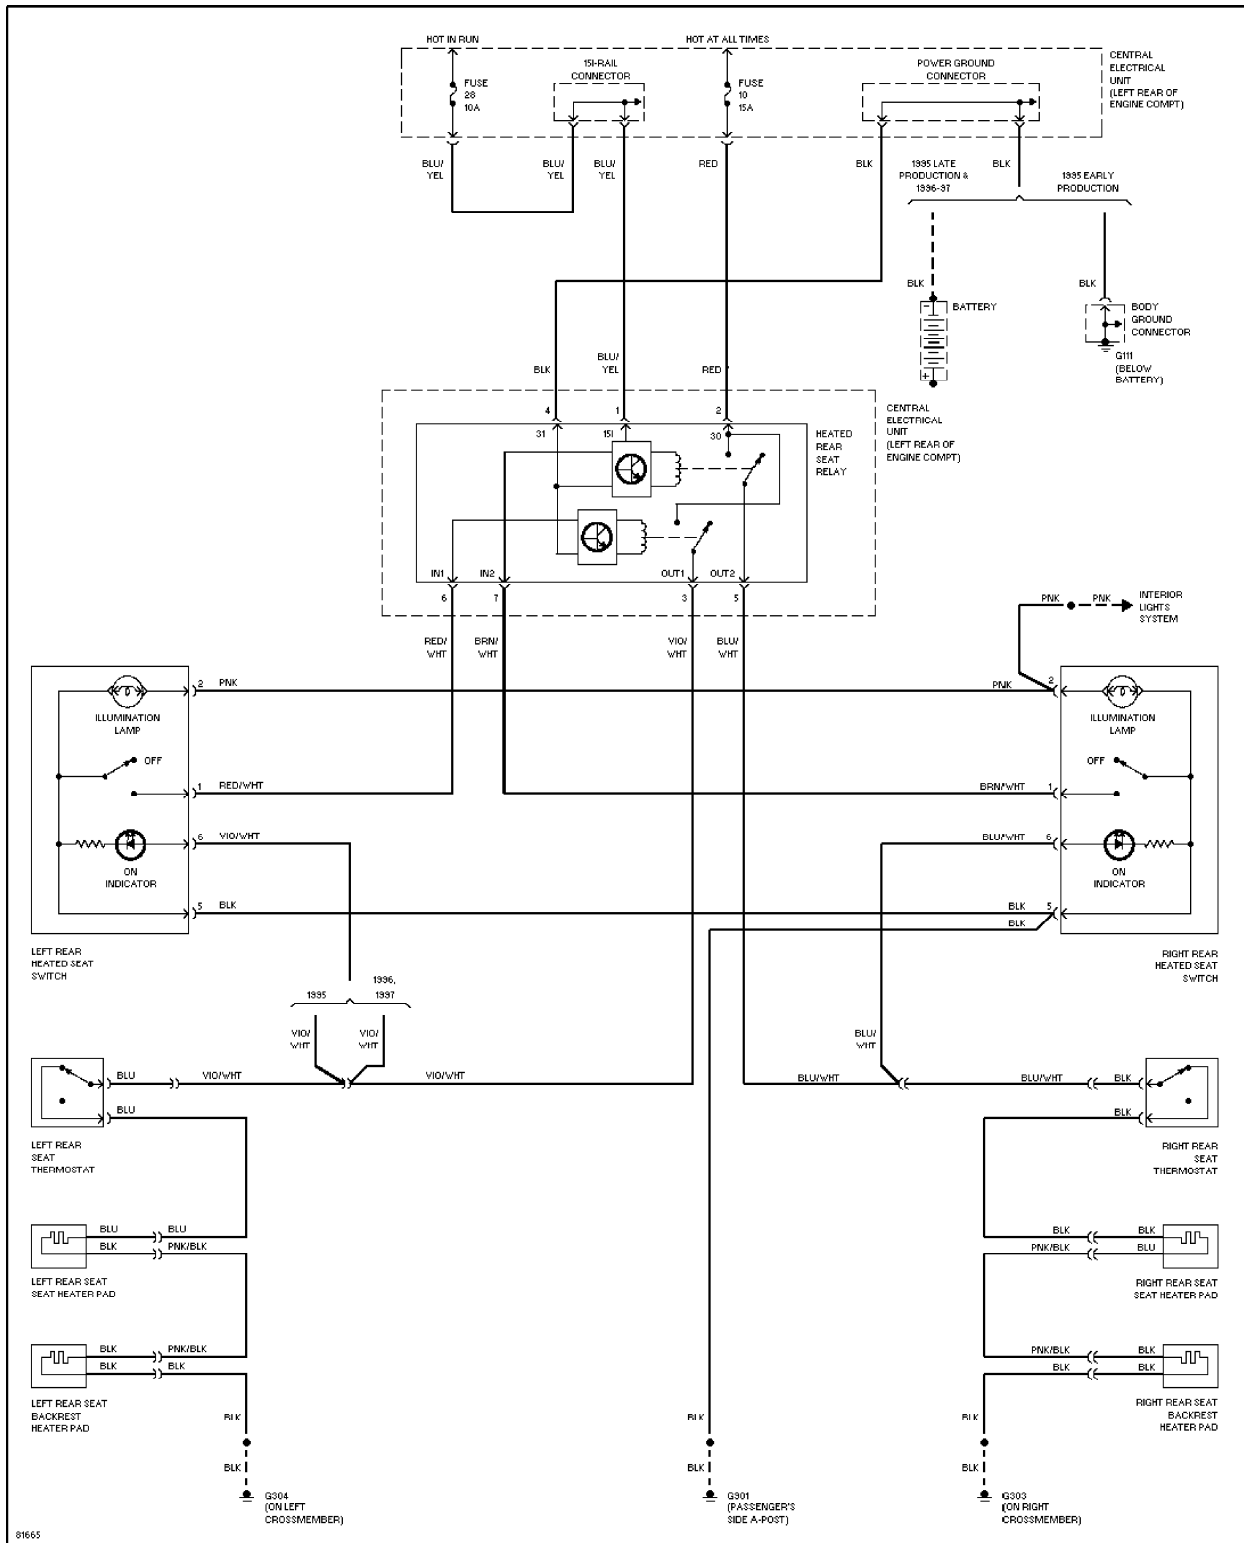 HOT IN RUN
HOT AT ALL TIMES
FUSE
28
10A
15I-RAIL
CONNECTOR
FUSE
10
15A
POWER GROUND
CONNECTOR
CENTRAL
ELECTRICAL
UNIT
(LEFT REAR OF
ENGINE COMPT)
BLU/
YEL
BLU/
YEL
BLU/
YEL
RED
BLK
1995 LATE
PRODUCTION &
1996-97
BLK
1995 EARLY
PRODUCTION
BLK
BLK
-
BATTERY
+
BODY
GROUND
CONNECTOR
G111
(BELOW
BATTERY)
BLK
BLU/
YEL
RED
4
1
2
31
15I
30
HEATED
REAR
SEAT
RELAY
CENTRAL
ELECTRICAL
UNIT
(LEFT REAR OF
ENGINE COMPT)
IN1
IN2
OUT1
OUT2
6
7
3
5
RED/
WHT
BRN/
WHT
VIO/
WHT
BLU/
WHT
PNK
PNK
INTERIOR
LIGHTS
SYSTEM
2
PNK
PNK
2
ILLUMINATION
LAMP
ILLUMINATION
LAMP
OFF
OFF
1
RED/WHT
BRN/WHT
1
6
VIO/WHT
BLU/WHT
6
ON
INDICATOR
ON
INDICATOR
5
BLK
BLK
5
BLK
LEFT REAR
HEATED SEAT
SWITCH
RIGHT REAR
HEATED SEAT
SWITCH
1995
1996,
1997
VIO/
WHT
VIO/
WHT
BLU/
WHT
BLU
VIO/WHT
VIO/WHT
BLU/WHT
BLU/WHT
BLK
BLU
BLK
LEFT REAR
SEAT
THERMOSTAT
RIGHT REAR
SEAT
THERMOSTAT
BLU
BLU
BLK
PNK/BLK
BLK
BLK
PNK/BLK
BLU
LEFT REAR SEAT
SEAT HEATER PAD
RIGHT REAR SEAT
SEAT HEATER PAD
BLK
PNK/BLK
BLK
BLK
PNK/BLK
BLK
BLK
BLK
LEFT REAR SEAT
BACKREST
HEATER PAD
RIGHT REAR SEAT
BACKREST
HEATER PAD
BLK
BLK
BLK
BLK
BLK
BLK
G304
(ON LEFT
CROSSMEMBER)
G901
(PASSENGER'S
SIDE A-POST)
G303
(ON RIGHT
CROSSMEMBER)
81665